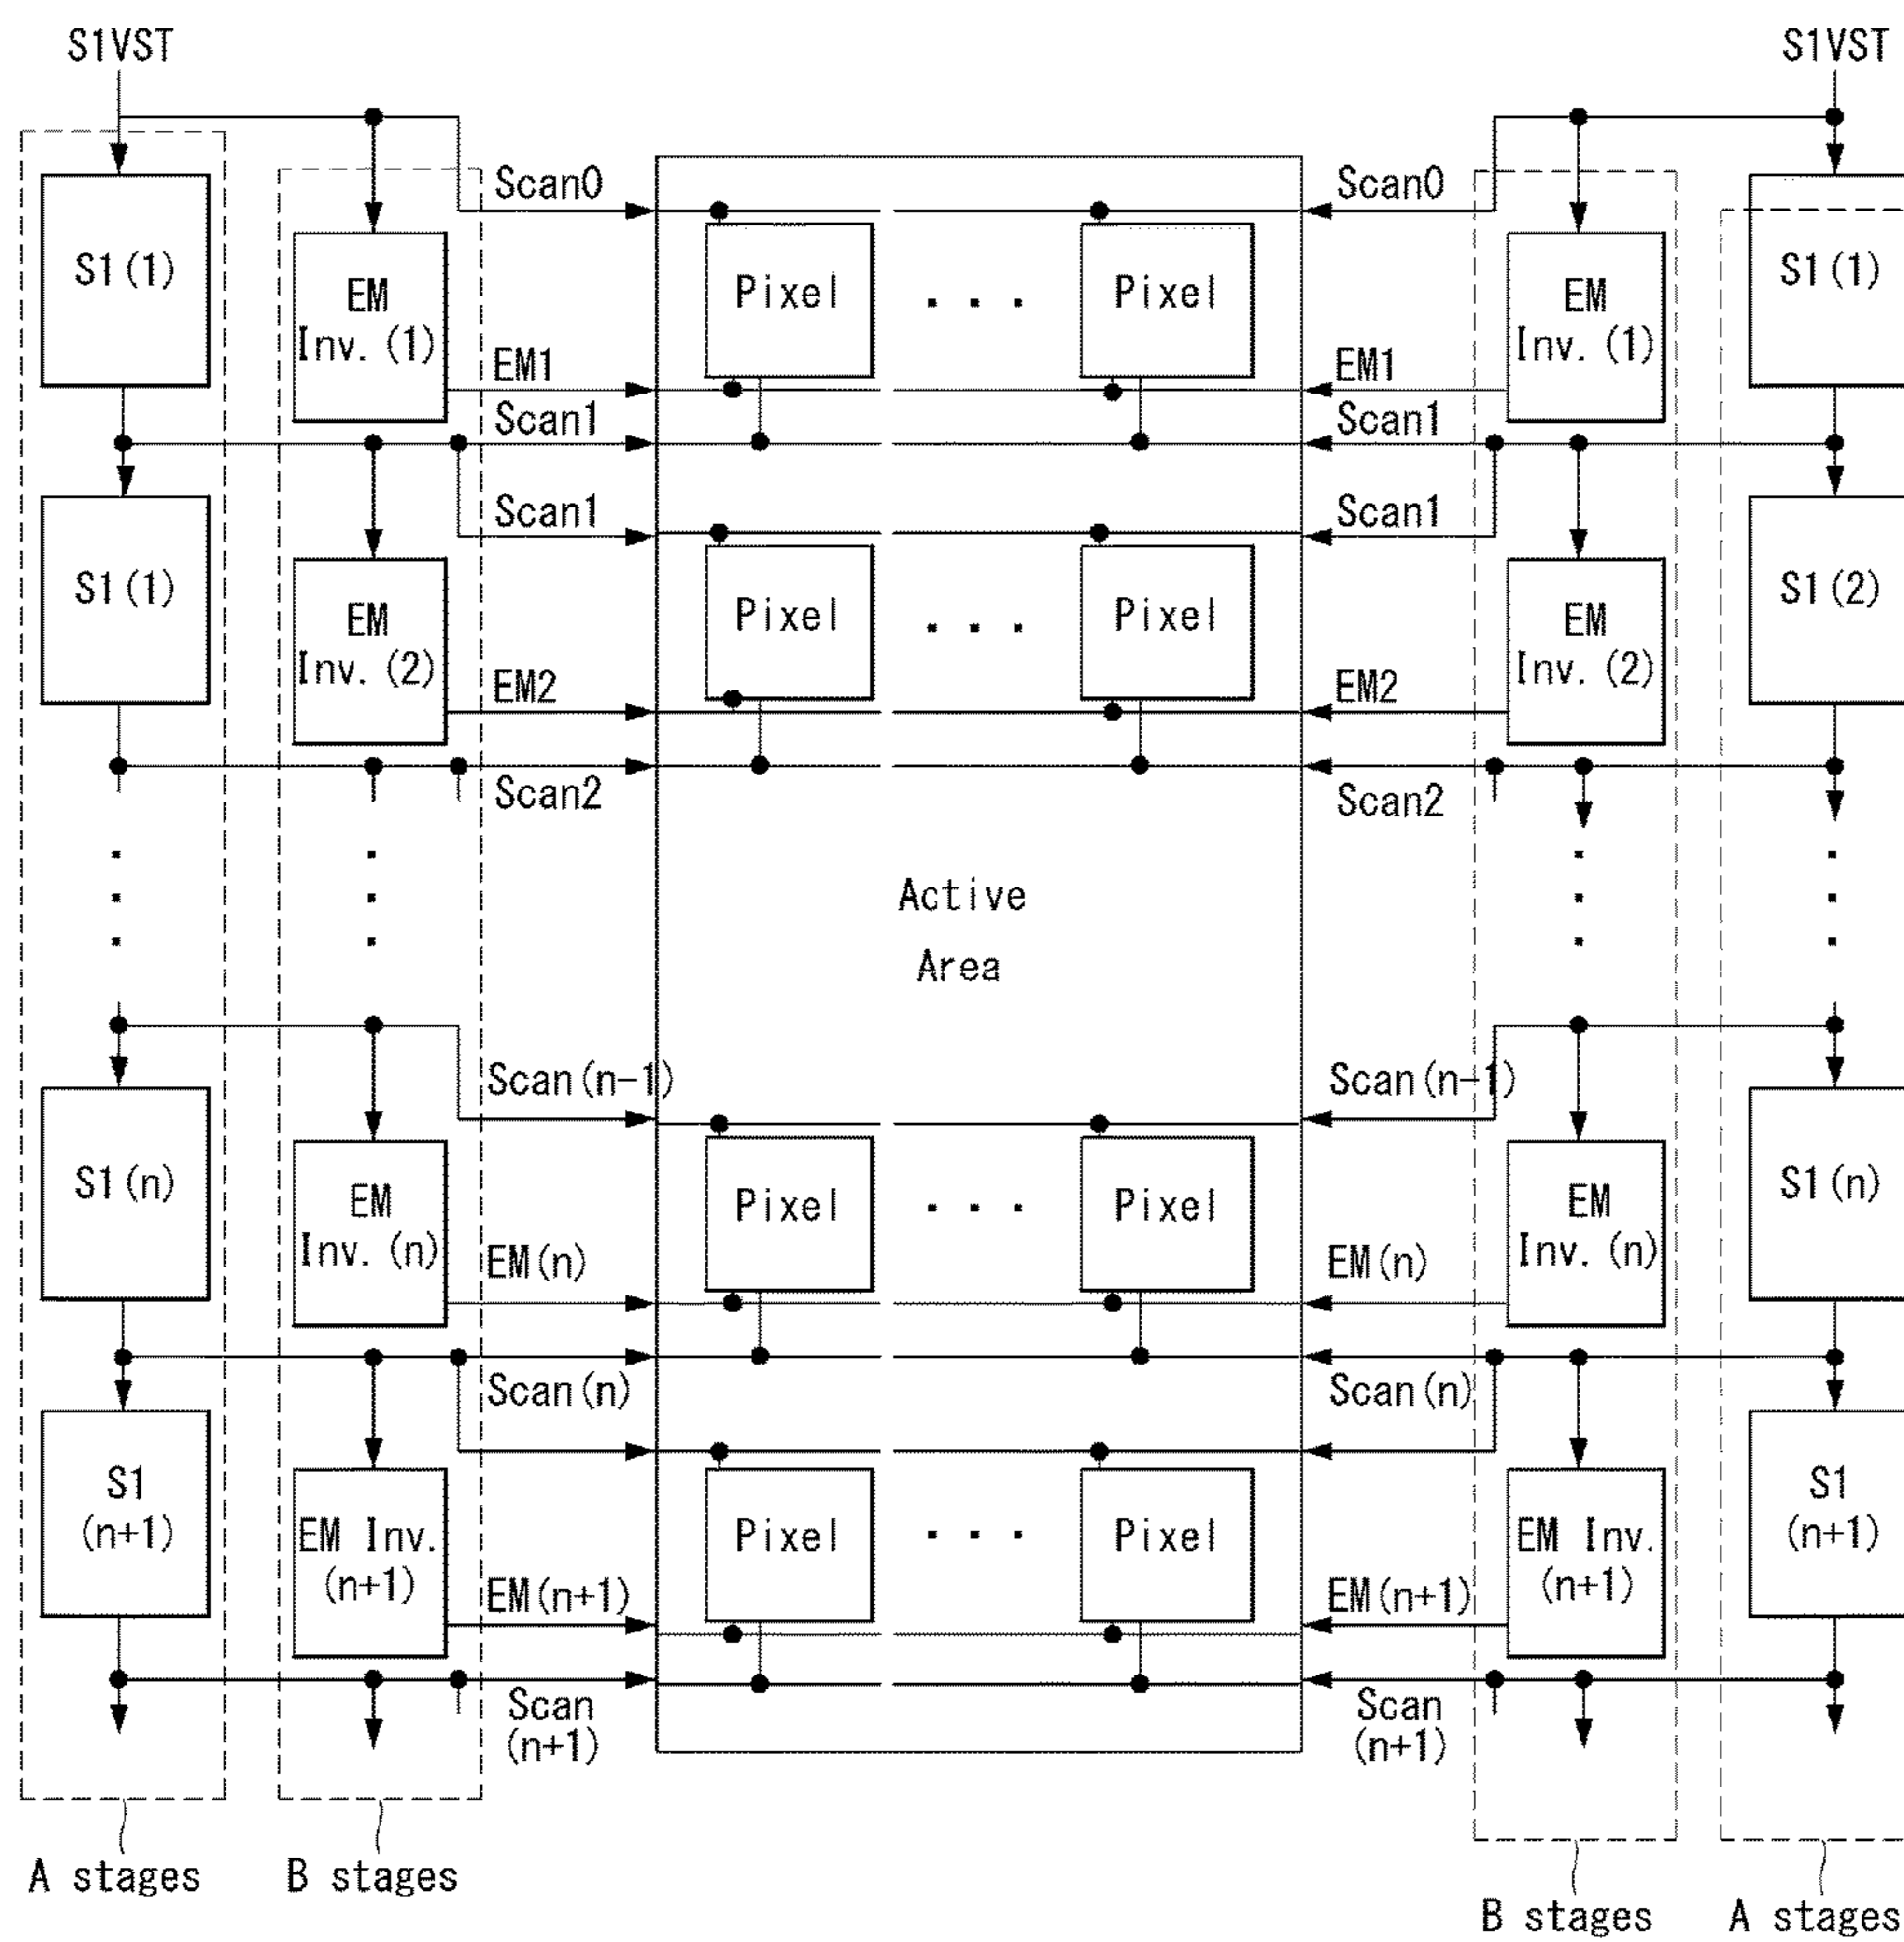 S1VST S1VST
Scan0 Scan0
S1(1) EM Inv.(1) Pixel . . . Pixel EM Inv.(1) S1(1)
EM1 EM1
Scan1 Scan1
Scan1 Scan1
S1(1) EM Inv.(2) Pixel . . . Pixel EM Inv.(2) S1(2)
EM2 EM2
Scan2 Scan2
Active
Area
Scan(n-1) Scan(n-1)
S1(n) EM Inv.(n) Pixel . . . Pixel EM Inv.(n) S1(n)
EM(n) EM(n)
Scan(n) Scan(n)
S1 (n+1) EM Inv. (n+1) Pixel . . . Pixel EM Inv. (n+1) S1 (n+1)
EM(n+1) EM(n+1)
Scan Scan
(n+1) (n+1)
A stages B stages
B stages A stages